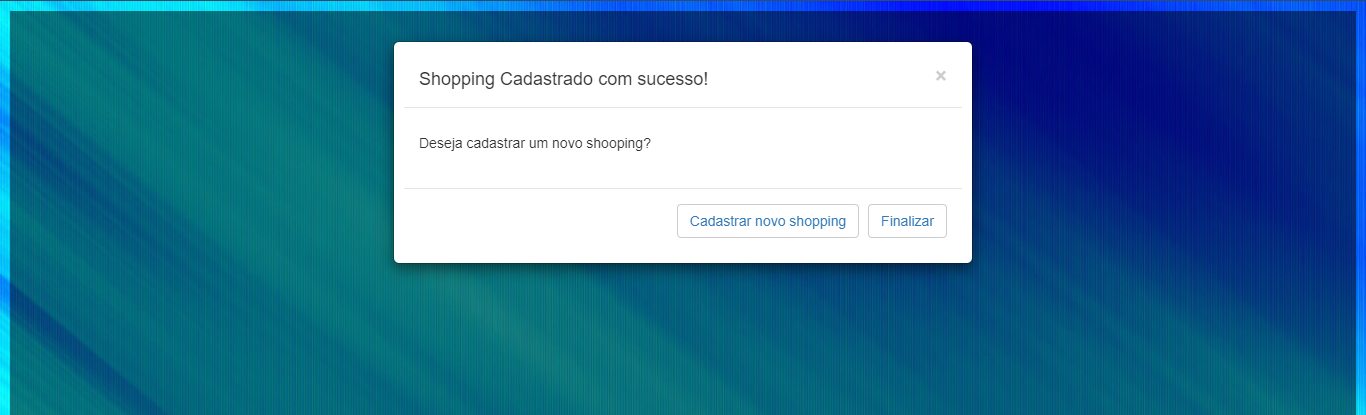 Shopping Cadastrado com sucesso!
×
Deseja cadastrar um novo shooping?
Cadastrar novo shopping
Finalizar